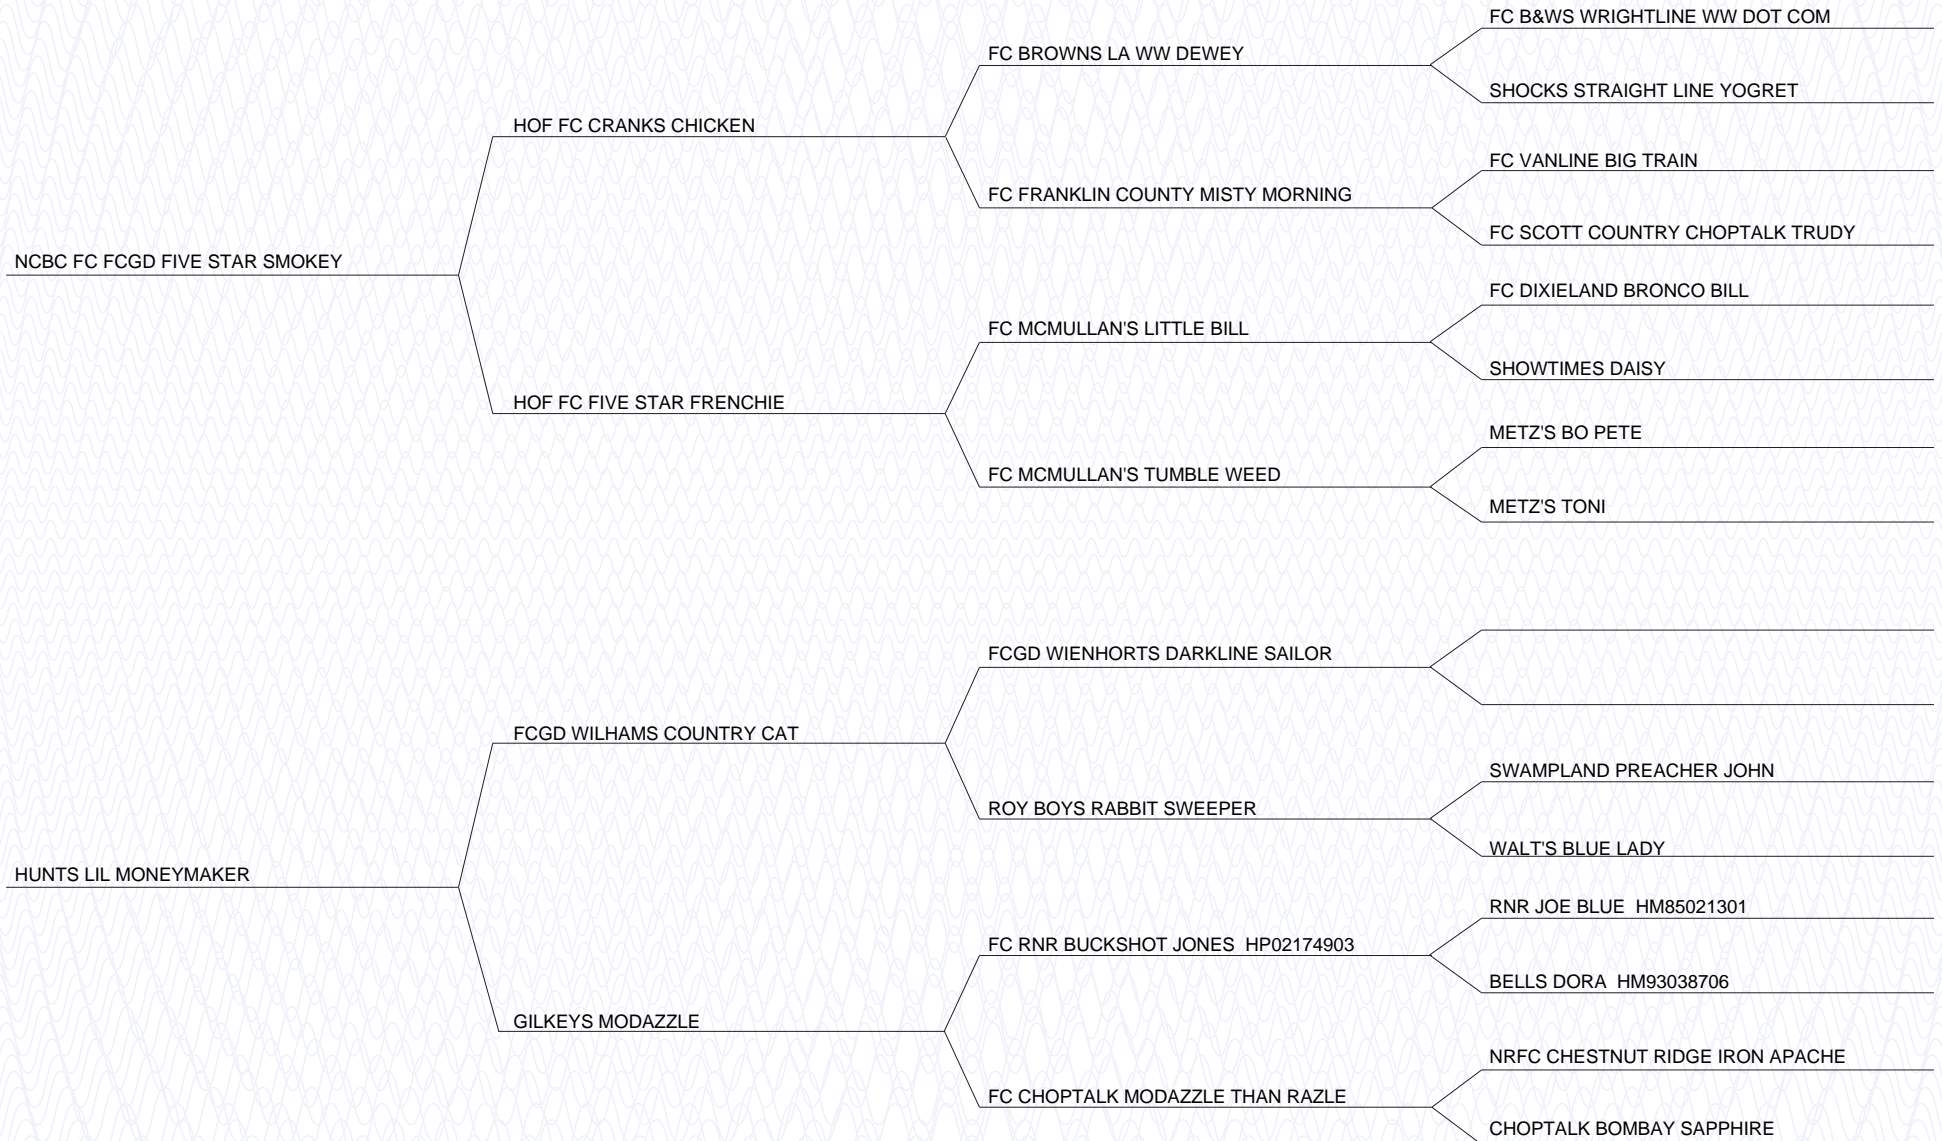 FC B&WS WRIGHTLINE WW DOT COM
FC BROWNS LA WW DEWEY
SHOCKS STRAIGHT LINE YOGRET
HOF FC CRANKS CHICKEN
FC VANLINE BIG TRAIN
FC FRANKLIN COUNTY MISTY MORNING
FC SCOTT COUNTRY CHOPTALK TRUDY
NCBC FC FCGD FIVE STAR SMOKEY
FC DIXIELAND BRONCO BILL
FC MCMULLAN'S LITTLE BILL
SHOWTIMES DAISY
HOF FC FIVE STAR FRENCHIE
METZ'S BO PETE
FC MCMULLAN'S TUMBLE WEED
METZ'S TONI
FCGD WIENHORTS DARKLINE SAILOR
FCGD WILHAMS COUNTRY CAT
SWAMPLAND PREACHER JOHN
ROY BOYS RABBIT SWEEPER
WALT'S BLUE LADY
HUNTS LIL MONEYMAKER
RNR JOE BLUE HM85021301
FC RNR BUCKSHOT JONES HP02174903
BELLS DORA HM93038706
GILKEYS MODAZZLE
NRFC CHESTNUT RIDGE IRON APACHE
FC CHOPTALK MODAZZLE THAN RAZLE
CHOPTALK BOMBAY SAPPHIRE